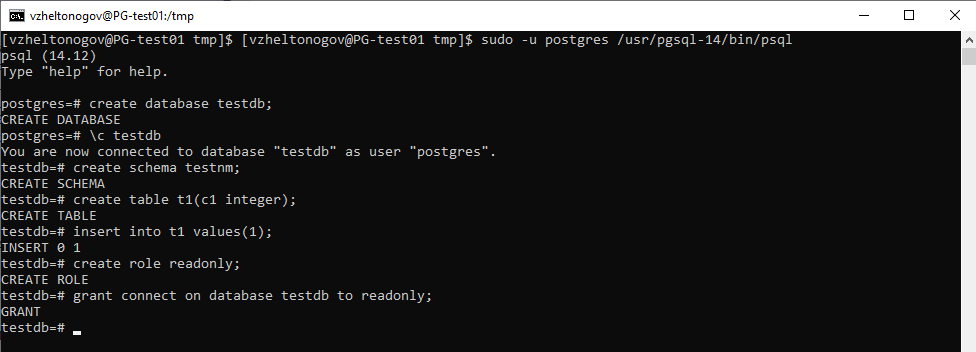 vzheltonogov@PG-test01:/tmp
[vzheltonogov@PG-test01 tmp]$ [vzheltonogov@PG-test01 tmp]$ sudo -u postgres /usr/pgsql-14/bin/psql
psql (14.12)
Type "help" for help.
postgres=# create database testdb;
CREATE DATABASE
postgres=# \c testdb
You are now connected to database "testdb" as user "postgres".
testdb=# create schema testnm;
CREATE SCHEMA
testdb=# create table t1(c1 integer);
CREATE TABLE
testdb=# insert into t1 values(1);
INSERT 0 1
testdb=# create role readonly;
CREATE ROLE
testdb=# grant connect on database testdb to readonly;
GRANT
testdb=#